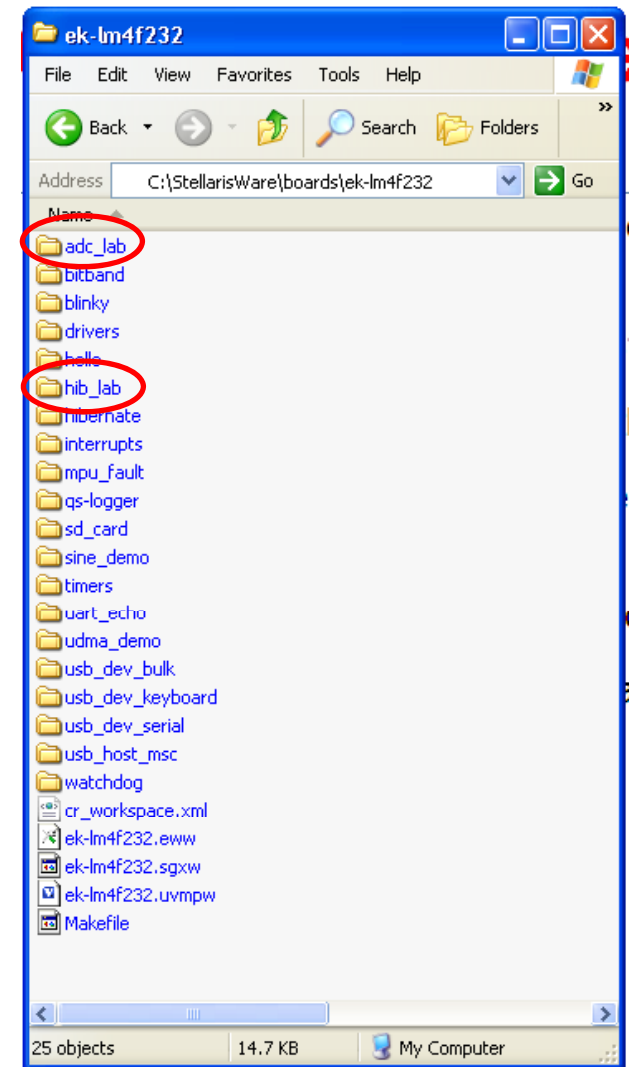 ek-lm4f232
File Edit View Favorites Tools Help
Back Search Folders »
Address C:\StellarisWare\boards\ek-lm4f232 Go
Name
adc_lab
bitband
blinky
drivers
hello
hib_lab
hibernate
interrupts
mpu_fault
qs-logger
sd_card
sine_demo
timers
uart_echo
udma_demo
usb_dev_bulk
usb_dev_keyboard
usb_dev_serial
usb_host_msc
watchdog
cr_workspace.xml
ek-lm4f232.eww
ek-lm4f232.sgxw
ek-lm4f232.uvmpw
Makefile
25 objects 14.7 KB My Computer